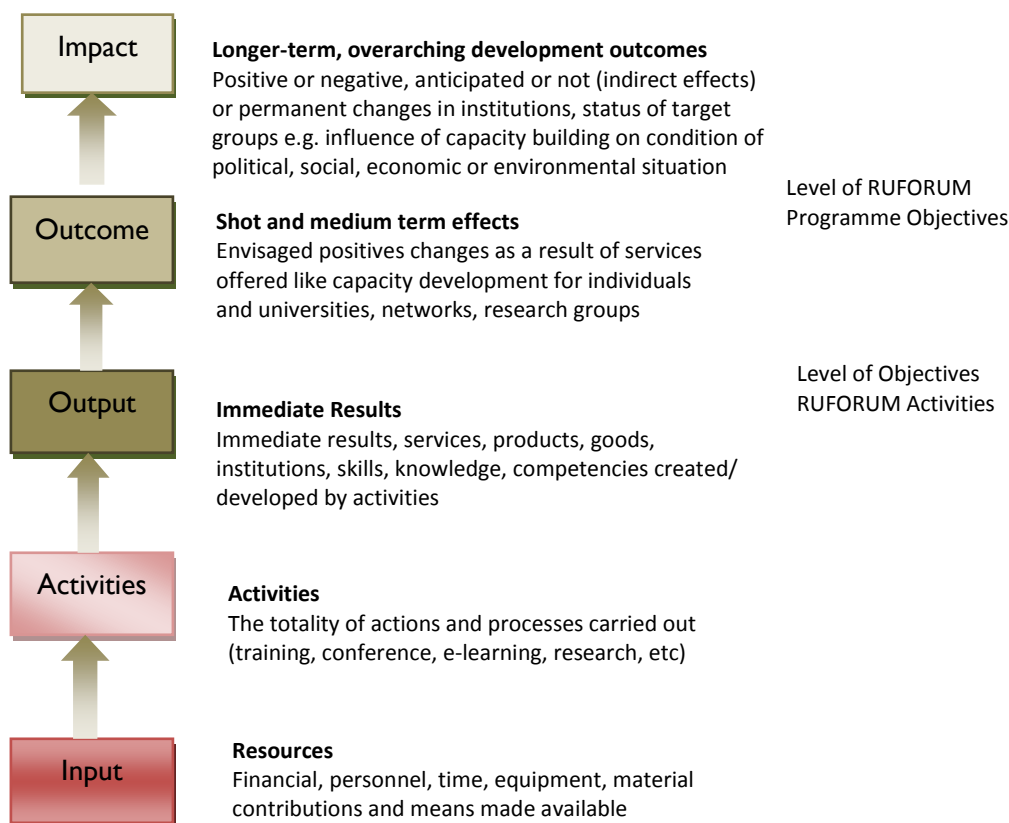 Impact
Longer-term, overarching development outcomes
Positive or negative, anticipated or not (indirect effects)
or permanent changes in institutions, status of target
groups e.g. influence of capacity building on condition of
political, social, economic or environmental situation
Level of RUFORUM
Programme Objectives
Outcome
Shot and medium term effects
Envisaged positives changes as a result of services
offered like capacity development for individuals
and universities, networks, research groups
Level of Objectives
RUFORUM Activities
Output
Immediate Results
Immediate results, services, products, goods,
institutions, skills, knowledge, competencies created/
developed by activities
Activities
Activities
The totality of actions and processes carried out
(training, conference, e-learning, research, etc)
Input
Resources
Financial, personnel, time, equipment, material
contributions and means made available